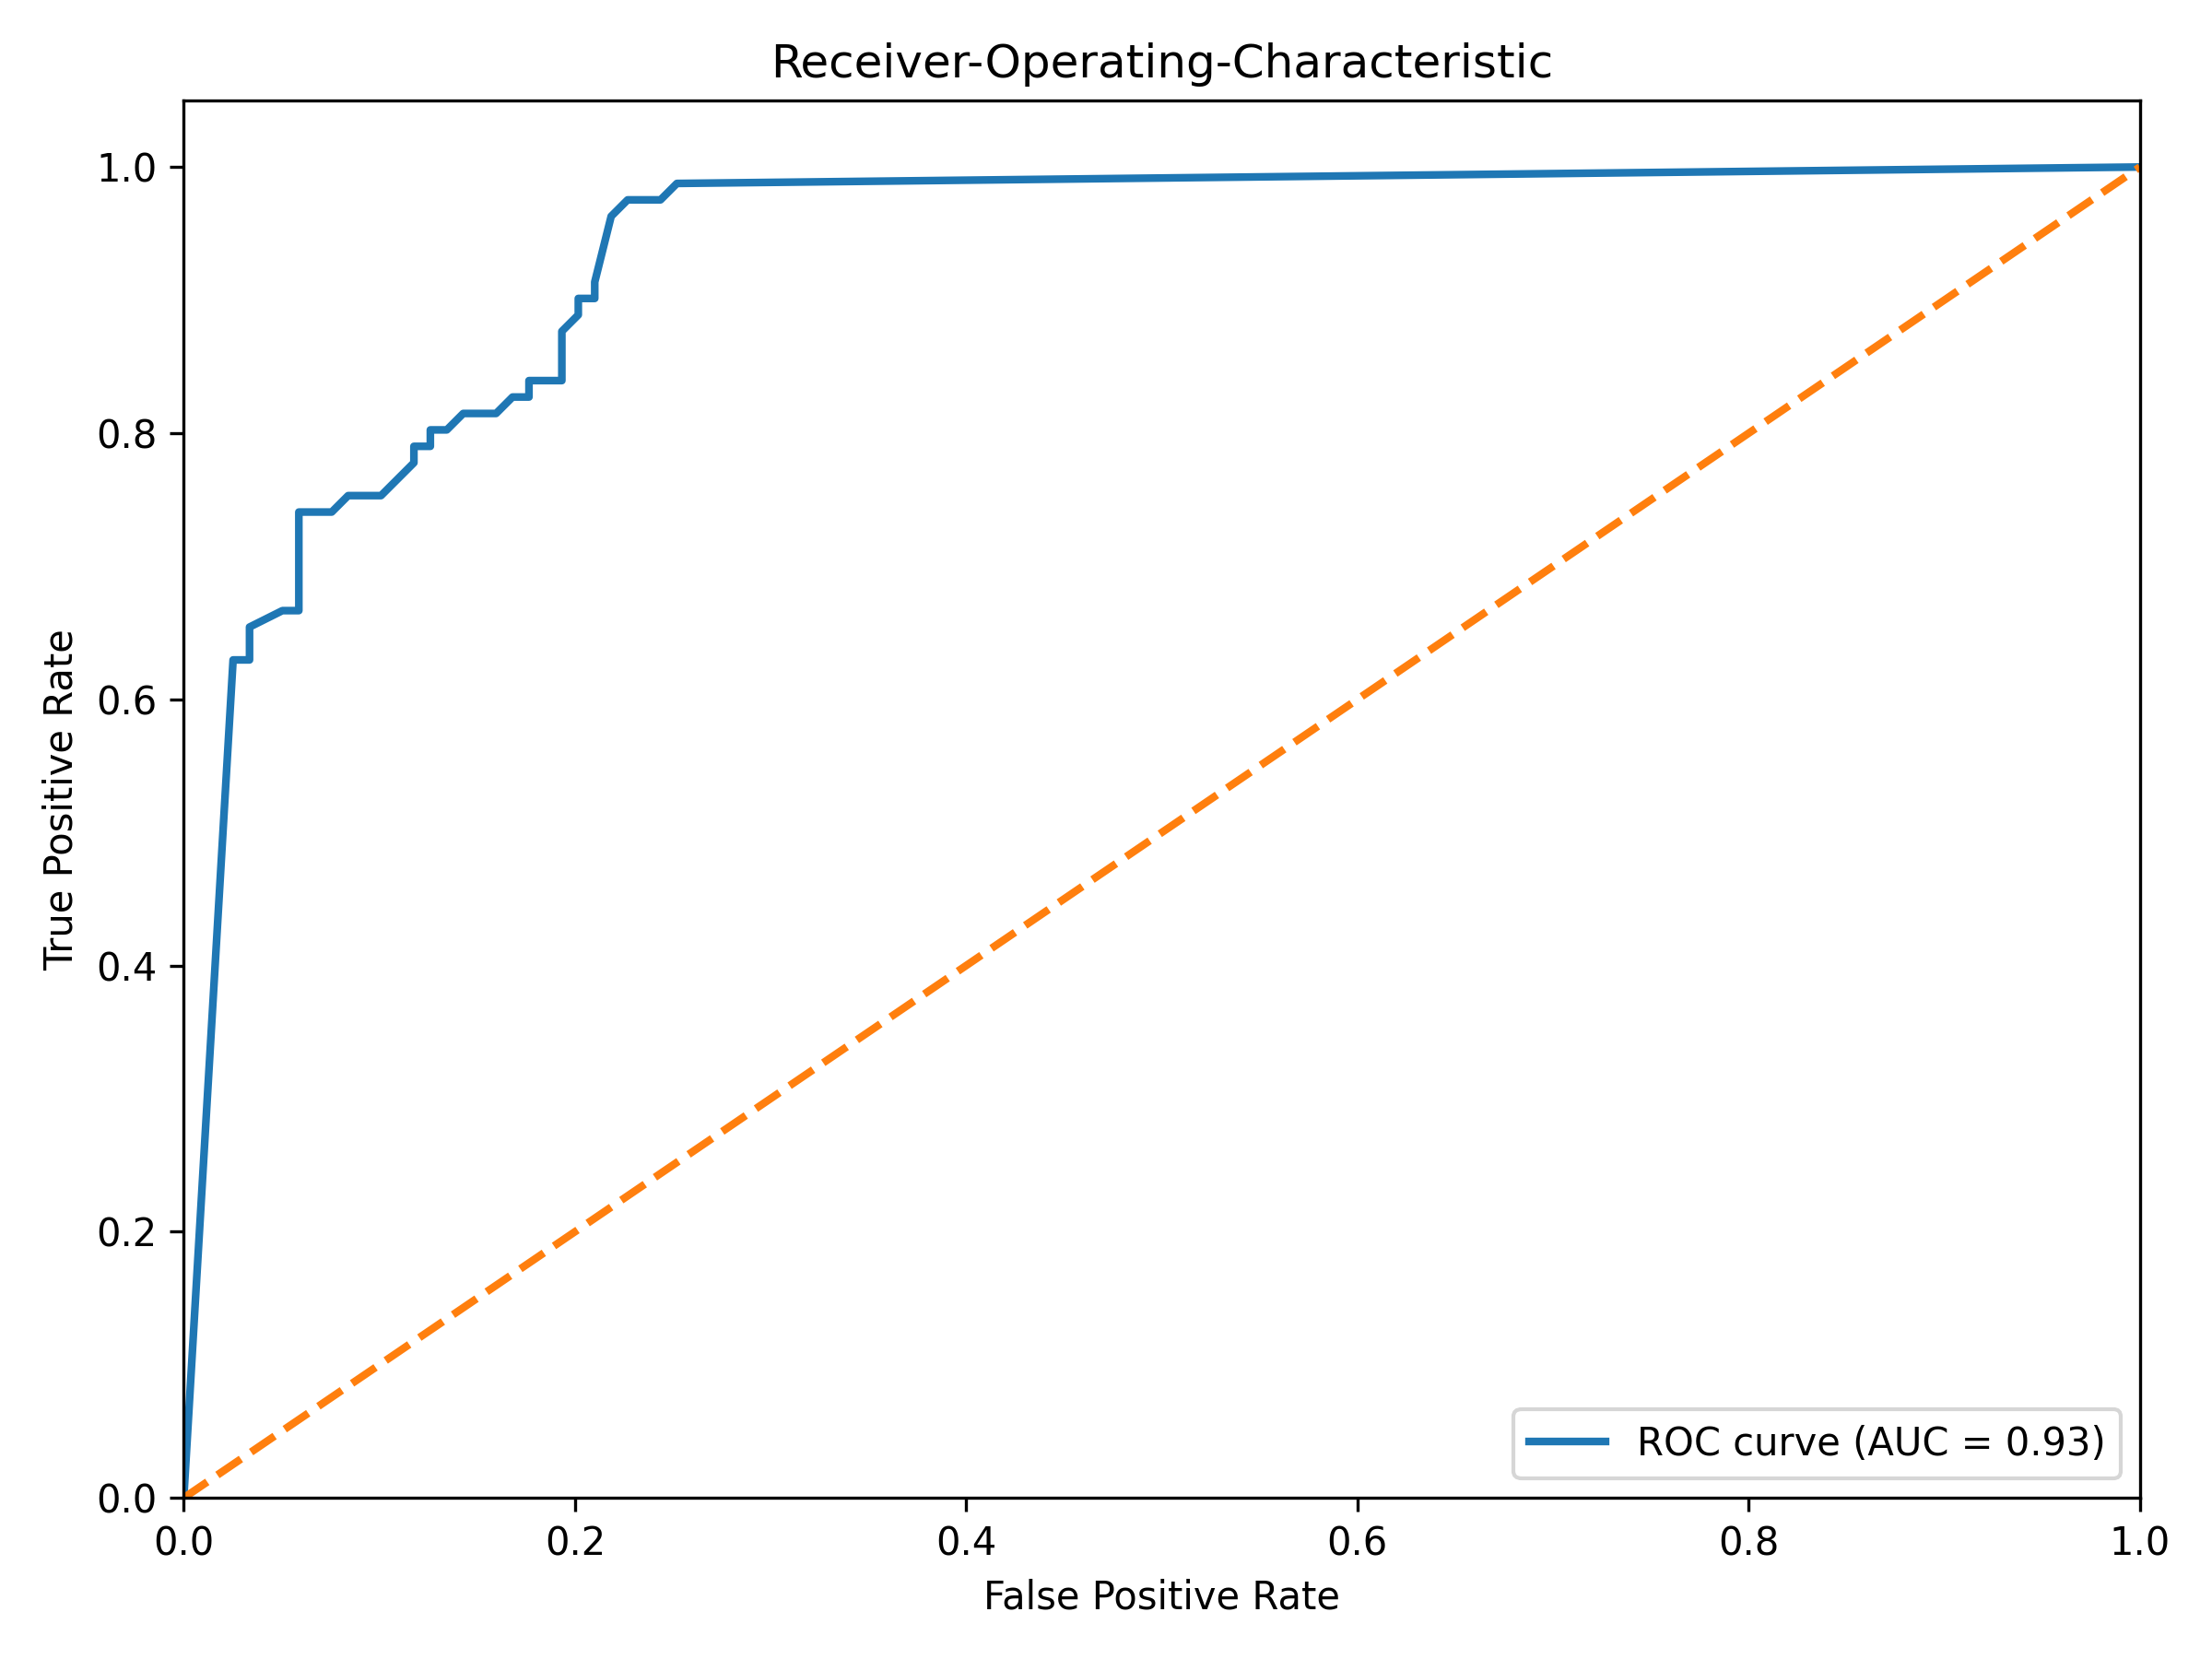 Receiver-Operating-Characteristic
True Positive Rate
1.0
0.8
0.6
0.4
0.2
0.0
0.0 0.2 0.4 0.6 0.8 1.0
False Positive Rate
ROC curve (AUC = 0.93)